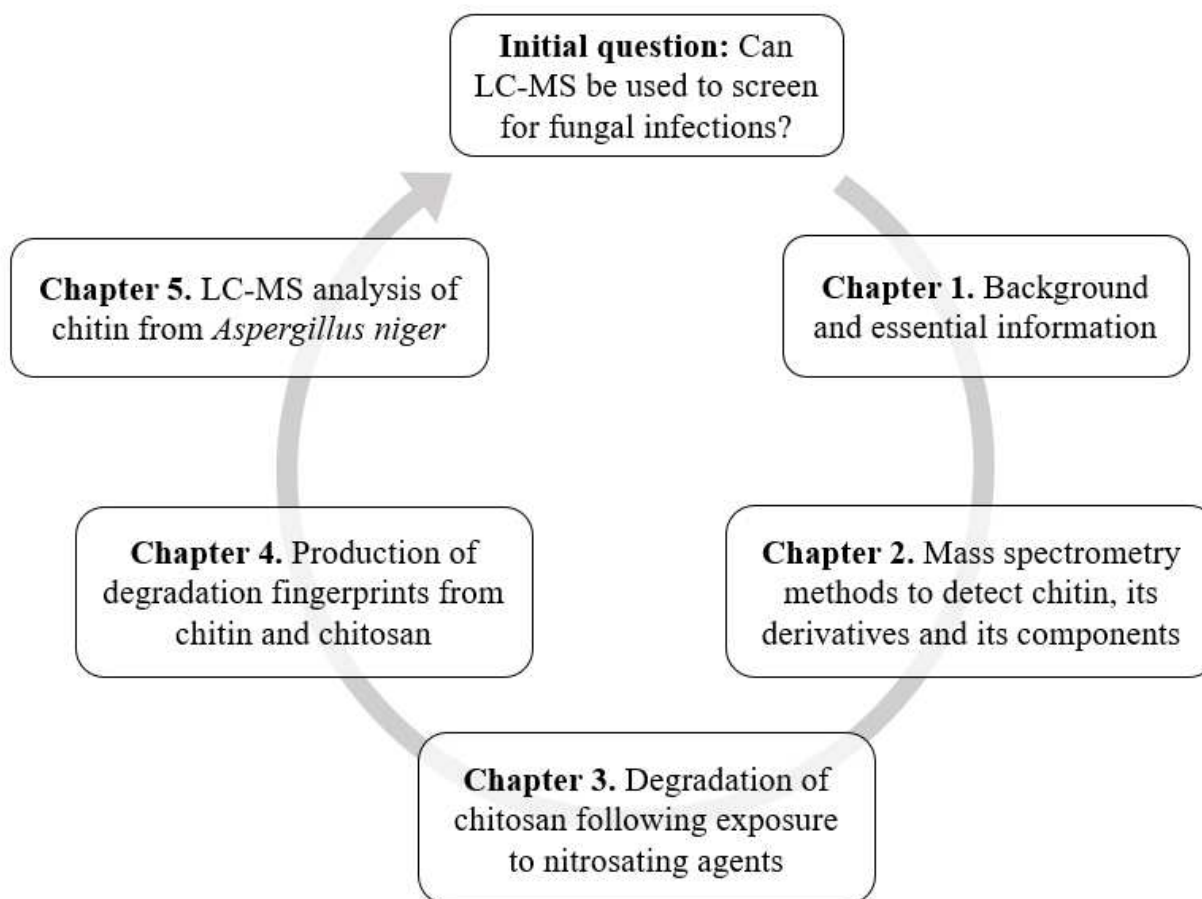 Initial question: Can
LC-MS be used to screen
for fungal infections?
Chapter 1. Background
and essential information
Chapter 2. Mass spectrometry
methods to detect chitin, its
derivatives and its components
Chapter 3. Degradation of
chitosan following exposure
to nitrosating agents
Chapter 4. Production of
degradation fingerprints from
chitin and chitosan
Chapter 5. LC-MS analysis of
chitin from Aspergillus niger